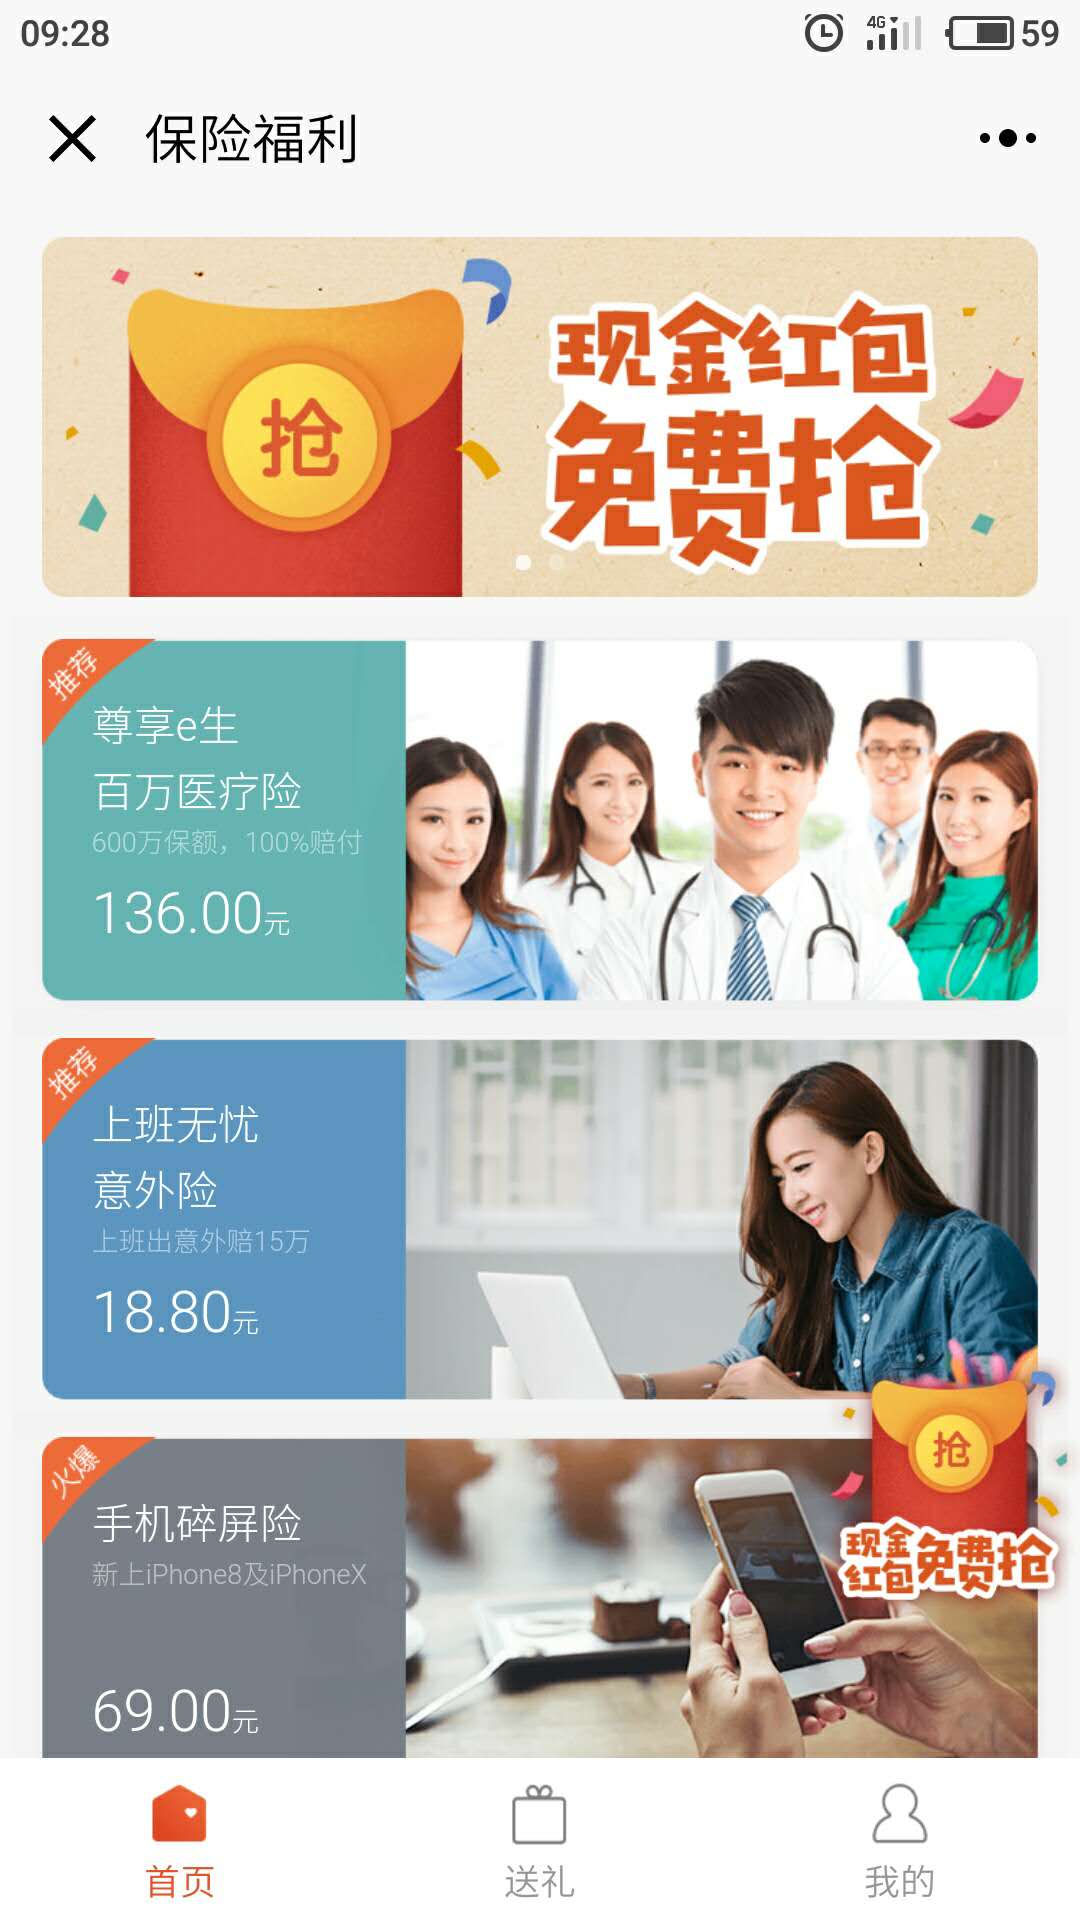 09:28
4G
59
保险福利
抢
现金红包
免费抢
推荐
尊享e生
百万医疗险
600万保额，100%赔付
136.00元
推荐
上班无忧
意外险
上班出意外赔15万
18.80元
火爆
手机碎屏险
新上iPhone8及iPhoneX
69.00元
抢
现金
红包
免费抢
首页
送礼
我的